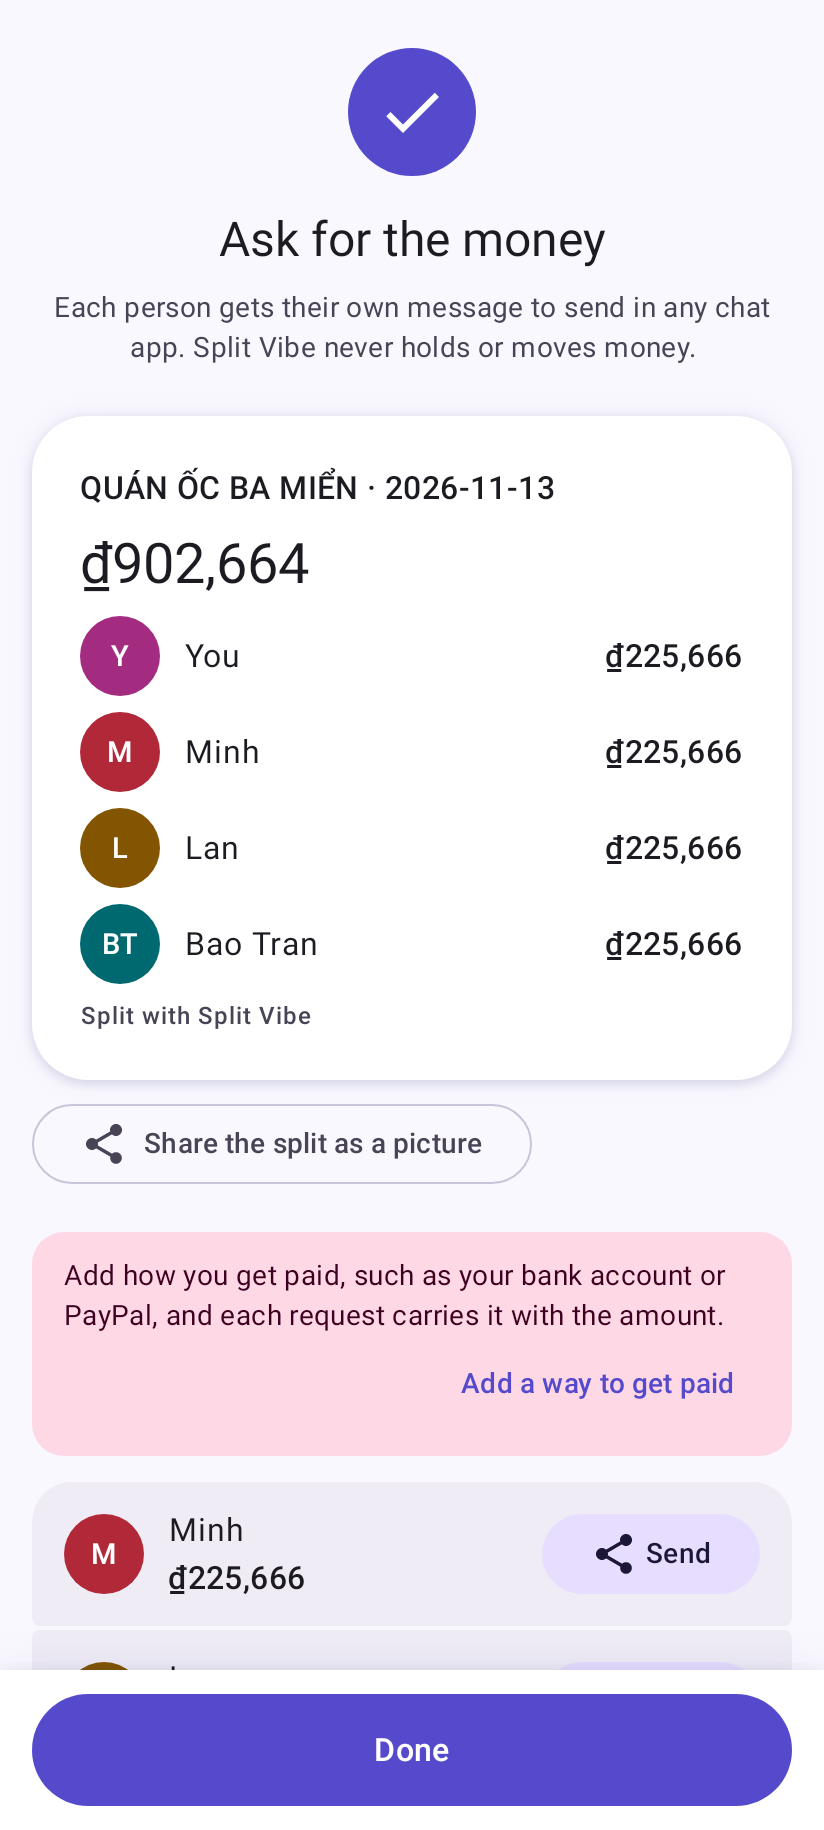 Ask for the money
Each person gets their own message to send in any chat
app. Split Vibe never holds or moves money.
QUÁN ỐC BA MIỂN · 2026-11-13
₫902,664
Y You ₫225,666
M Minh ₫225,666
L Lan ₫225,666
BT Bao Tran ₫225,666
Split with Split Vibe
Share the split as a picture
Add how you get paid, such as your bank account or
PayPal, and each request carries it with the amount.
Add a way to get paid
M Minh
₫225,666
Send
Done